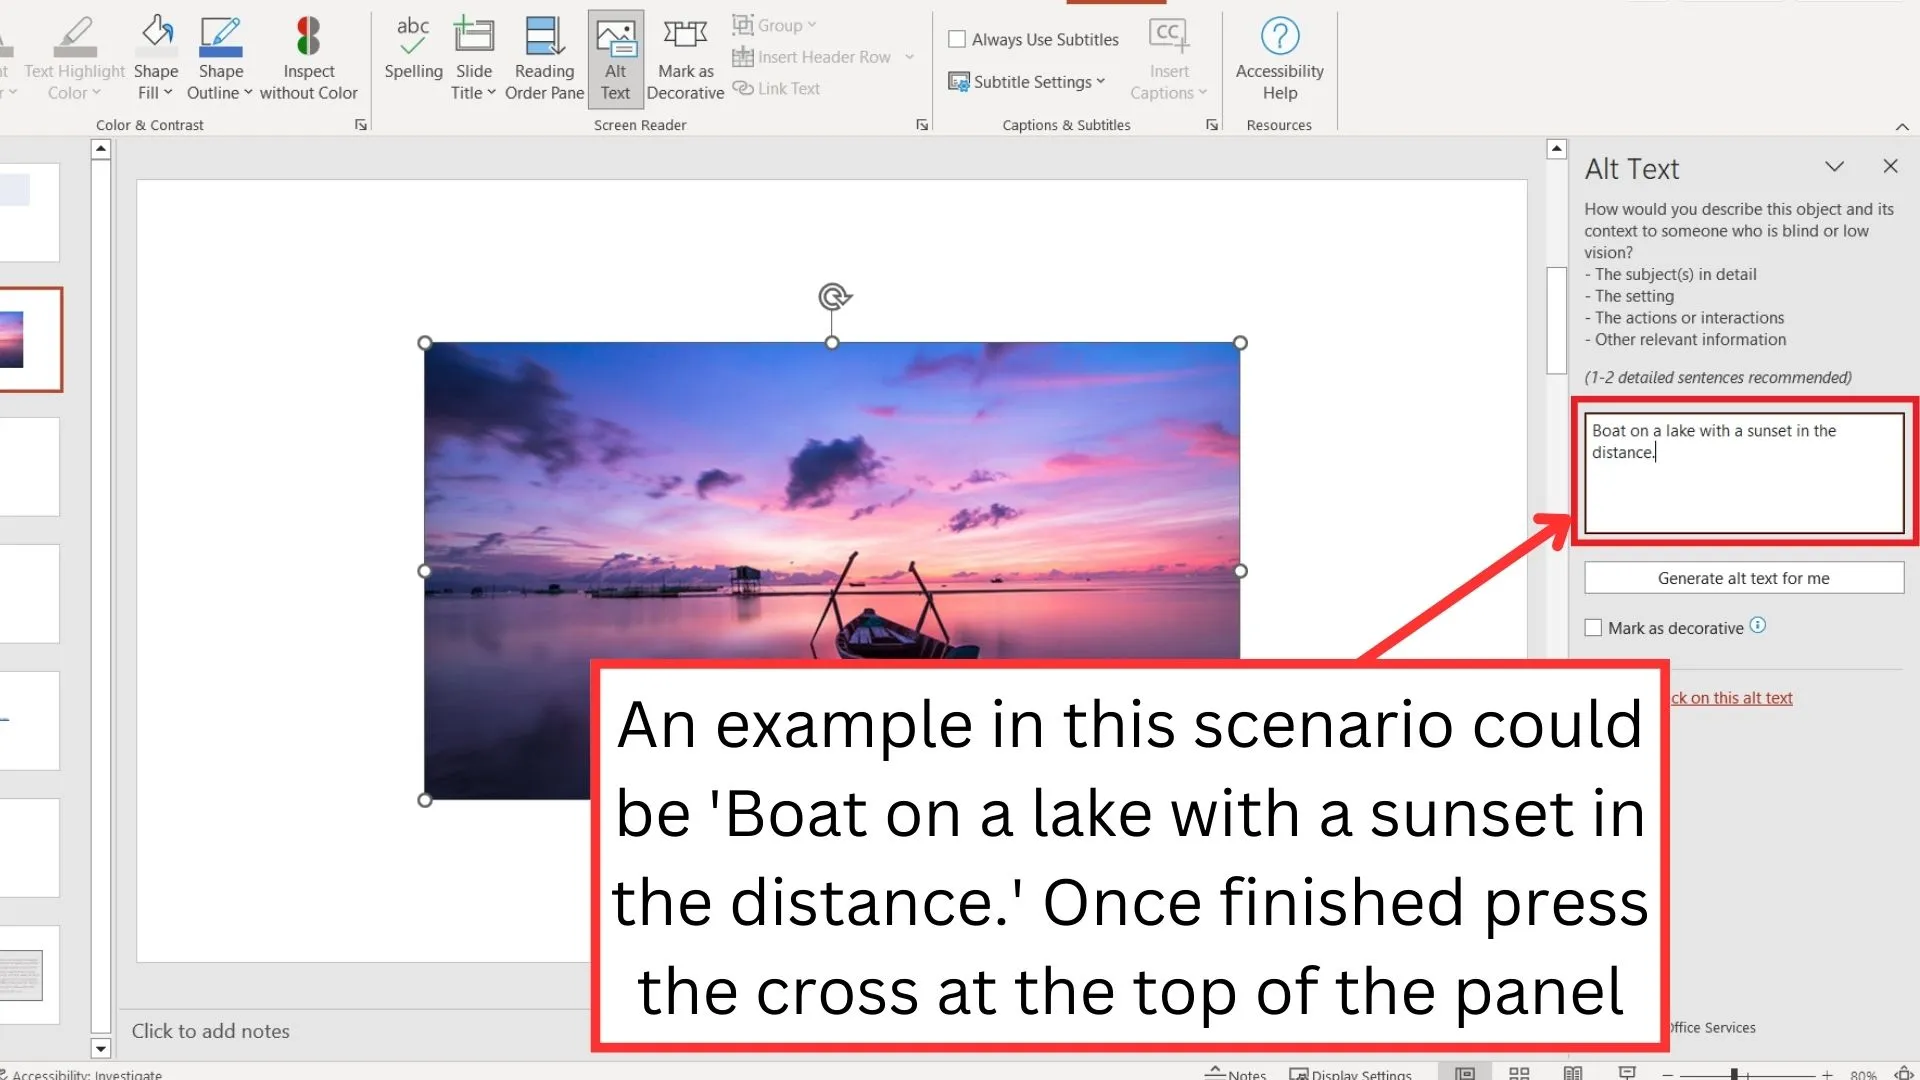 Text Highlight
Color
Shape
Fill
Shape
Outline
Inspect
without Color
Color & Contrast
abc
Spelling
Slide
Title
Reading
Order Pane
Alt
Text
Mark as
Decorative
Group
Insert Header Row
Link Text
Screen Reader
Always Use Subtitles
Subtitle Settings
CC
Insert
Captions
Captions & Subtitles
?
Accessibility
Help
Resources
Alt Text
How would you describe this object and its
context to someone who is blind or low
vision?
- The subject(s) in detail
- The setting
- The actions or interactions
- Other relevant information
(1-2 detailed sentences recommended)
Boat on a lake with a sunset in the
distance.
Generate alt text for me
Mark as decorative
ck on this alt text
An example in this scenario could
be 'Boat on a lake with a sunset in
the distance.' Once finished press
the cross at the top of the panel
Office Services
Click to add notes
Accessibility: Investigate
Notes
Display Settings
80%